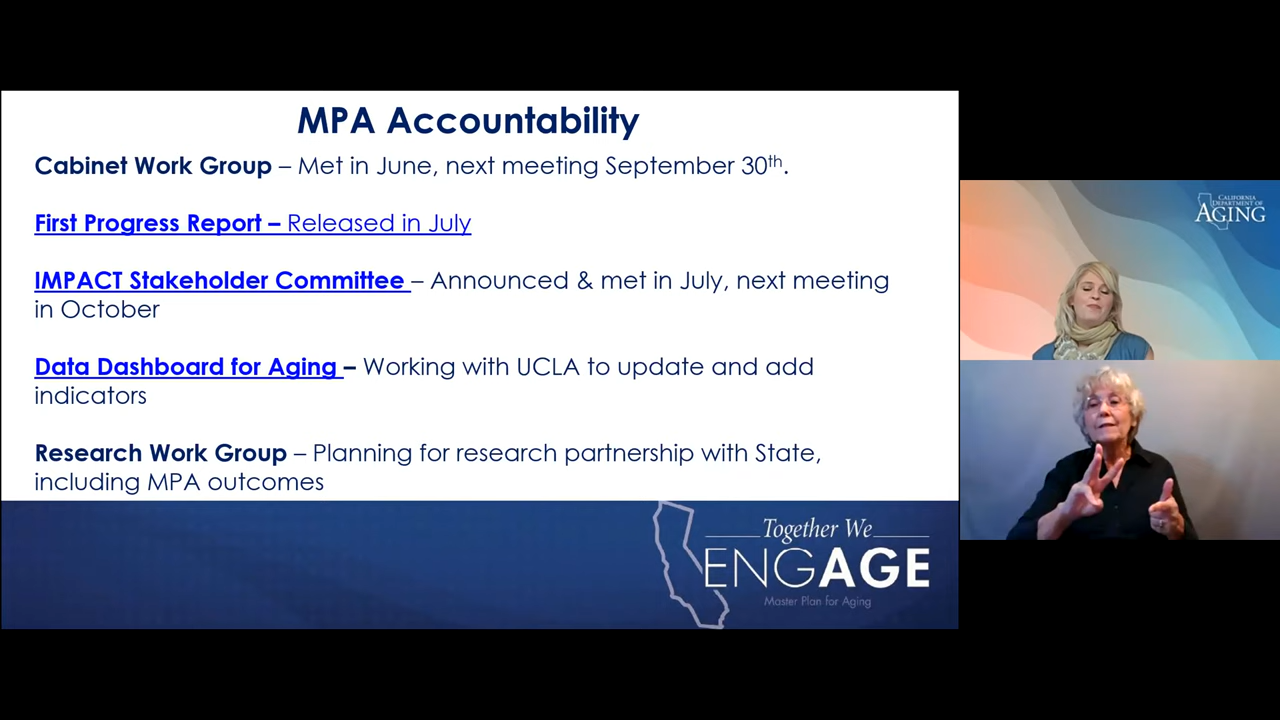 MPA Accountability
Cabinet Work Group – Met in June, next meeting September 30th.
First Progress Report – Released in July
IMPACT Stakeholder Committee – Announced & met in July, next meeting
in October
Data Dashboard for Aging – Working with UCLA to update and add
indicators
Research Work Group – Planning for research partnership with State,
including MPA outcomes
Together We
ENGAGE
Master Plan for Aging
CALIFORNIA
DEPARTMENT OF
AGING